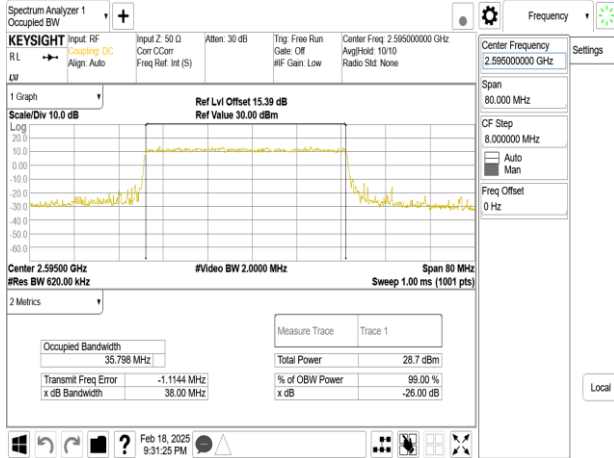 Spectrum Analyzer 1
Occupied BW
+
Frequency
KEYSIGHT
RL
LXI
Input: RF
Coupling: DC
Align: Auto
Input Z: 50 Ω
Corr CCorr
Freq Ref: Int (S)
Atten: 30 dB
Trig: Free Run
Gate: Off
#IF Gain: Low
Center Freq: 2.595000000 GHz
Avg|Hold: 10/10
Radio Std: None
Center Frequency
2.595000000 GHz
Settings
Span
80.000 MHz
CF Step
8.000000 MHz
Auto
Man
Freq Offset
0 Hz
1 Graph
Scale/Div 10.0 dB
Ref Lvl Offset 15.39 dB
Ref Value 30.00 dBm
Log
20.0
10.0
0.00
-10.0
-20.0
-30.0
-40.0
-50.0
-60.0
Center 2.59500 GHz
#Res BW 620.00 kHz
#Video BW 2.0000 MHz
Span 80 MHz
Sweep 1.00 ms (1001 pts)
2 Metrics
Measure Trace Trace 1
Occupied Bandwidth
35.798 MHz
Total Power 28.7 dBm
Transmit Freq Error -1.1144 MHz
% of OBW Power 99.00 %
x dB Bandwidth 38.00 MHz
x dB -26.00 dB
Local
?
Feb 18, 2025
9:31:25 PM